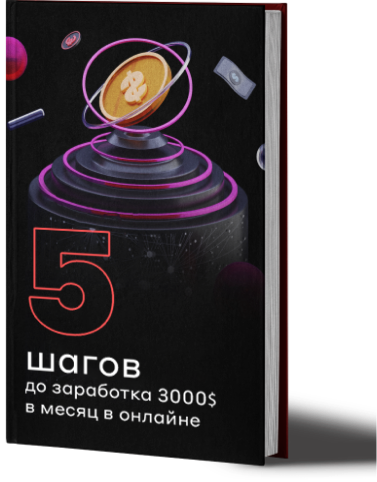 5
шагов
до заработка 3000$
в месяц в онлайне